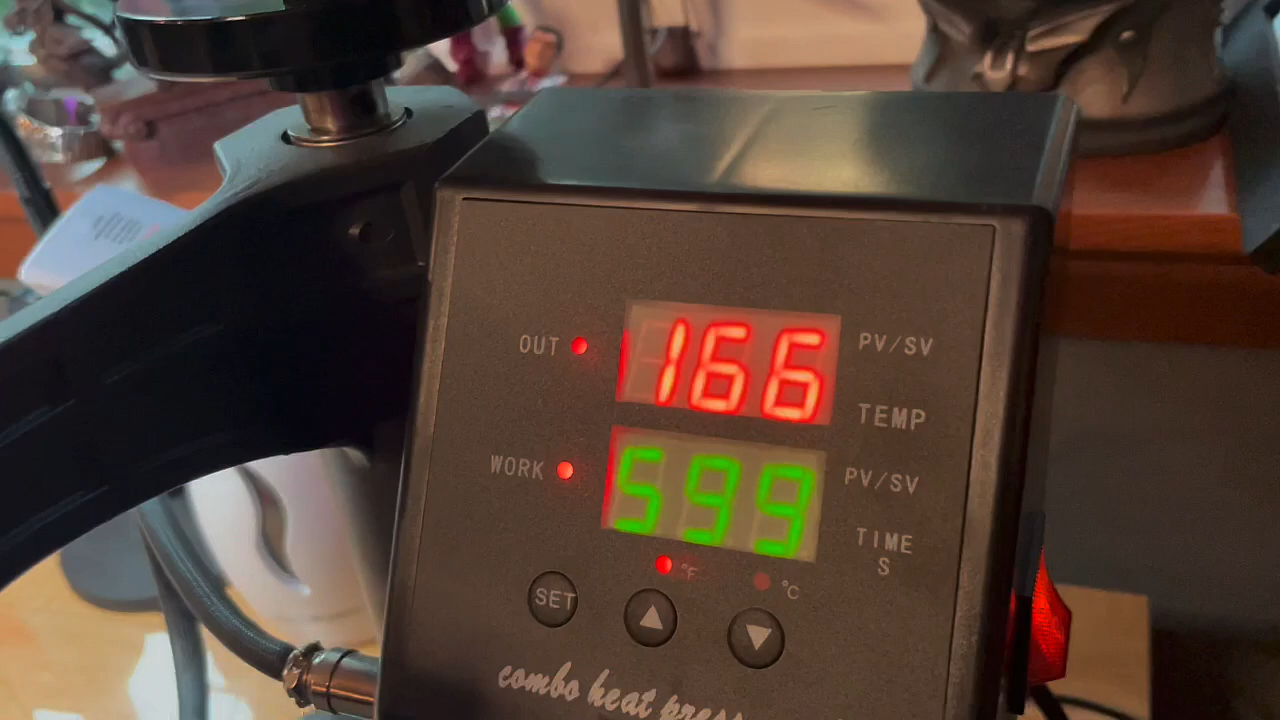 OUT 166 PV/SV
TEMP
WORK 599 PV/SV
TIME
S
°F °C
SET
combo heat press